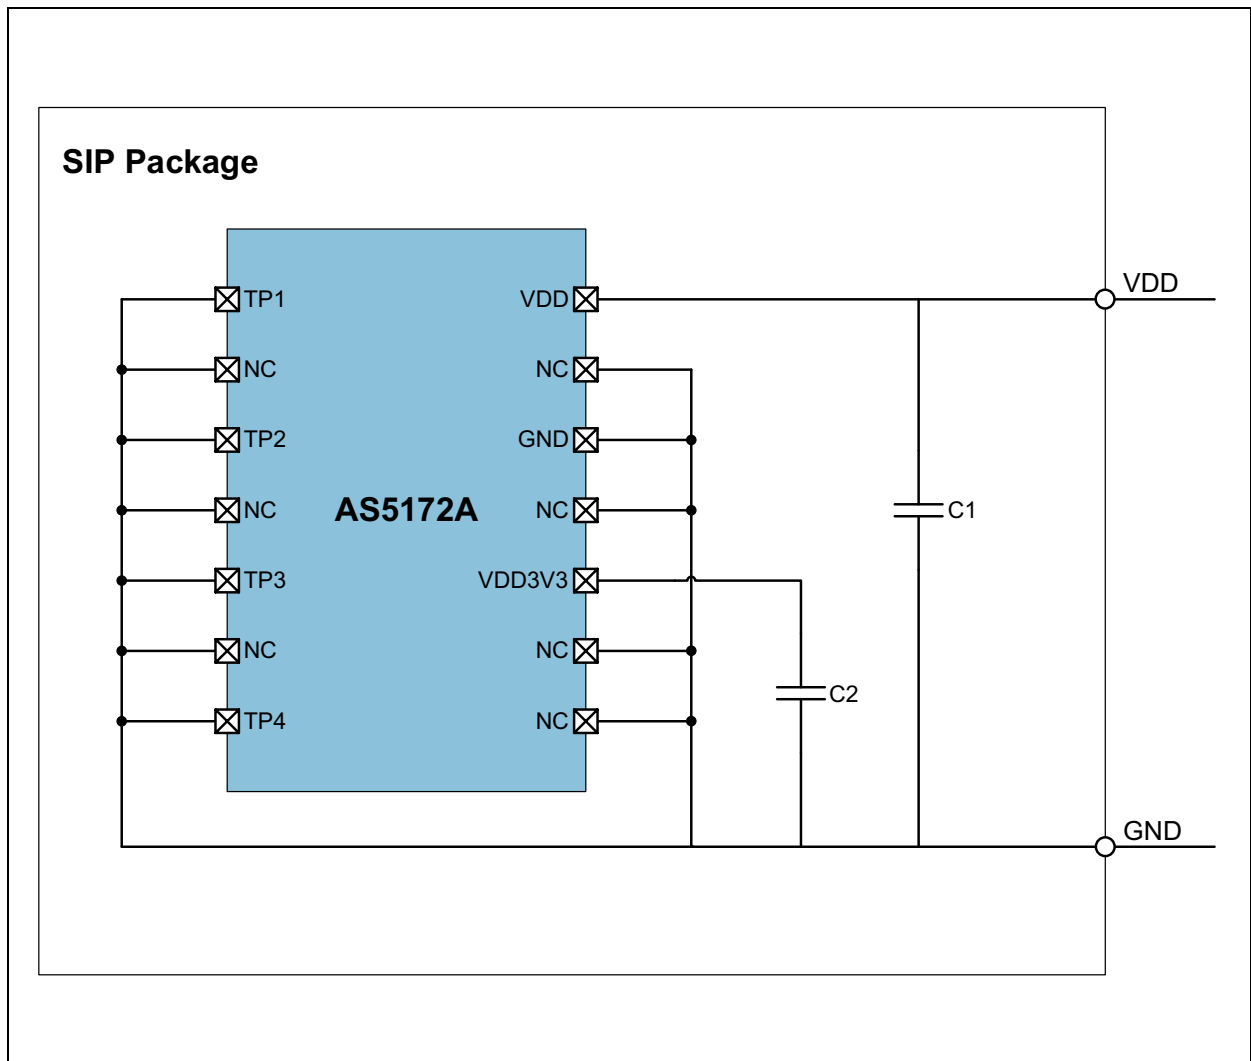 SIP Package
VDD
TP1 VDD
NC NC
TP2 GND
NC AS5172A NC
C1
TP3 VDD3V3
NC NC
C2
TP4 NC
GND